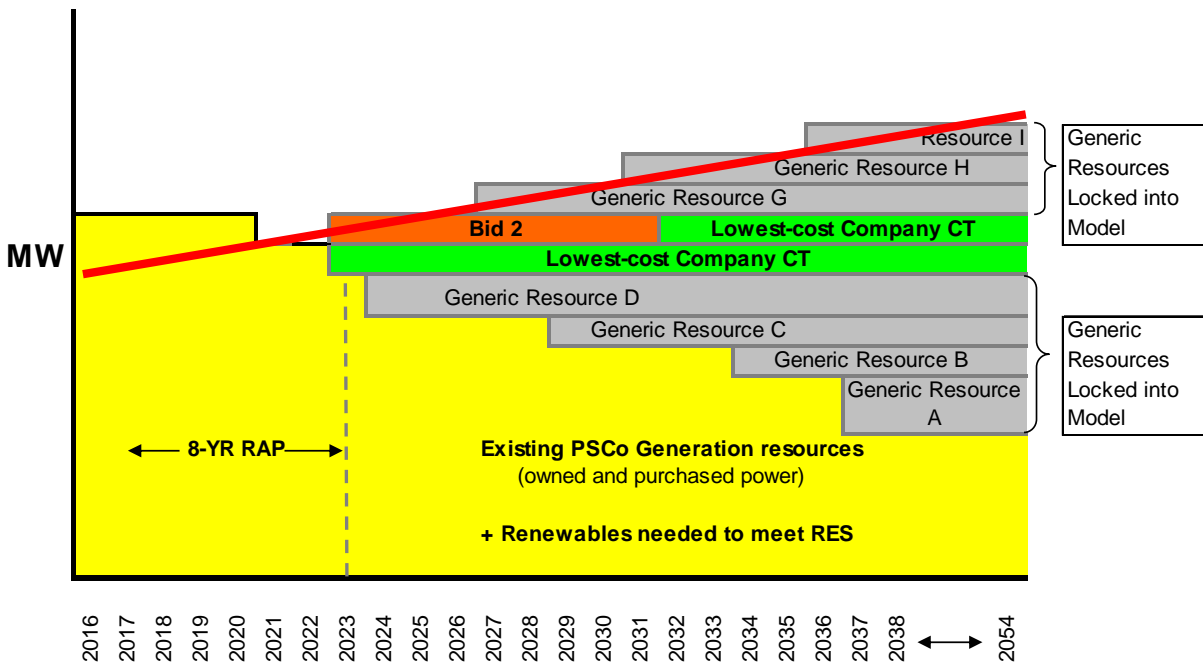 Resource I
Generic Resource H
Generic Resource G
Bid 2
Lowest-cost Company CT
Lowest-cost Company CT
Generic Resource D
Generic Resource C
Generic Resource B
Generic Resource
A
Generic
Resources
Locked into
Model
Generic
Resources
Locked into
Model
MW
8-YR RAP
Existing PSCo Generation resources
(owned and purchased power)
+ Renewables needed to meet RES
2016
2017
2018
2019
2020
2021
2022
2023
2024
2025
2026
2027
2028
2029
2030
2031
2032
2033
2034
2035
2036
2037
2038
2054